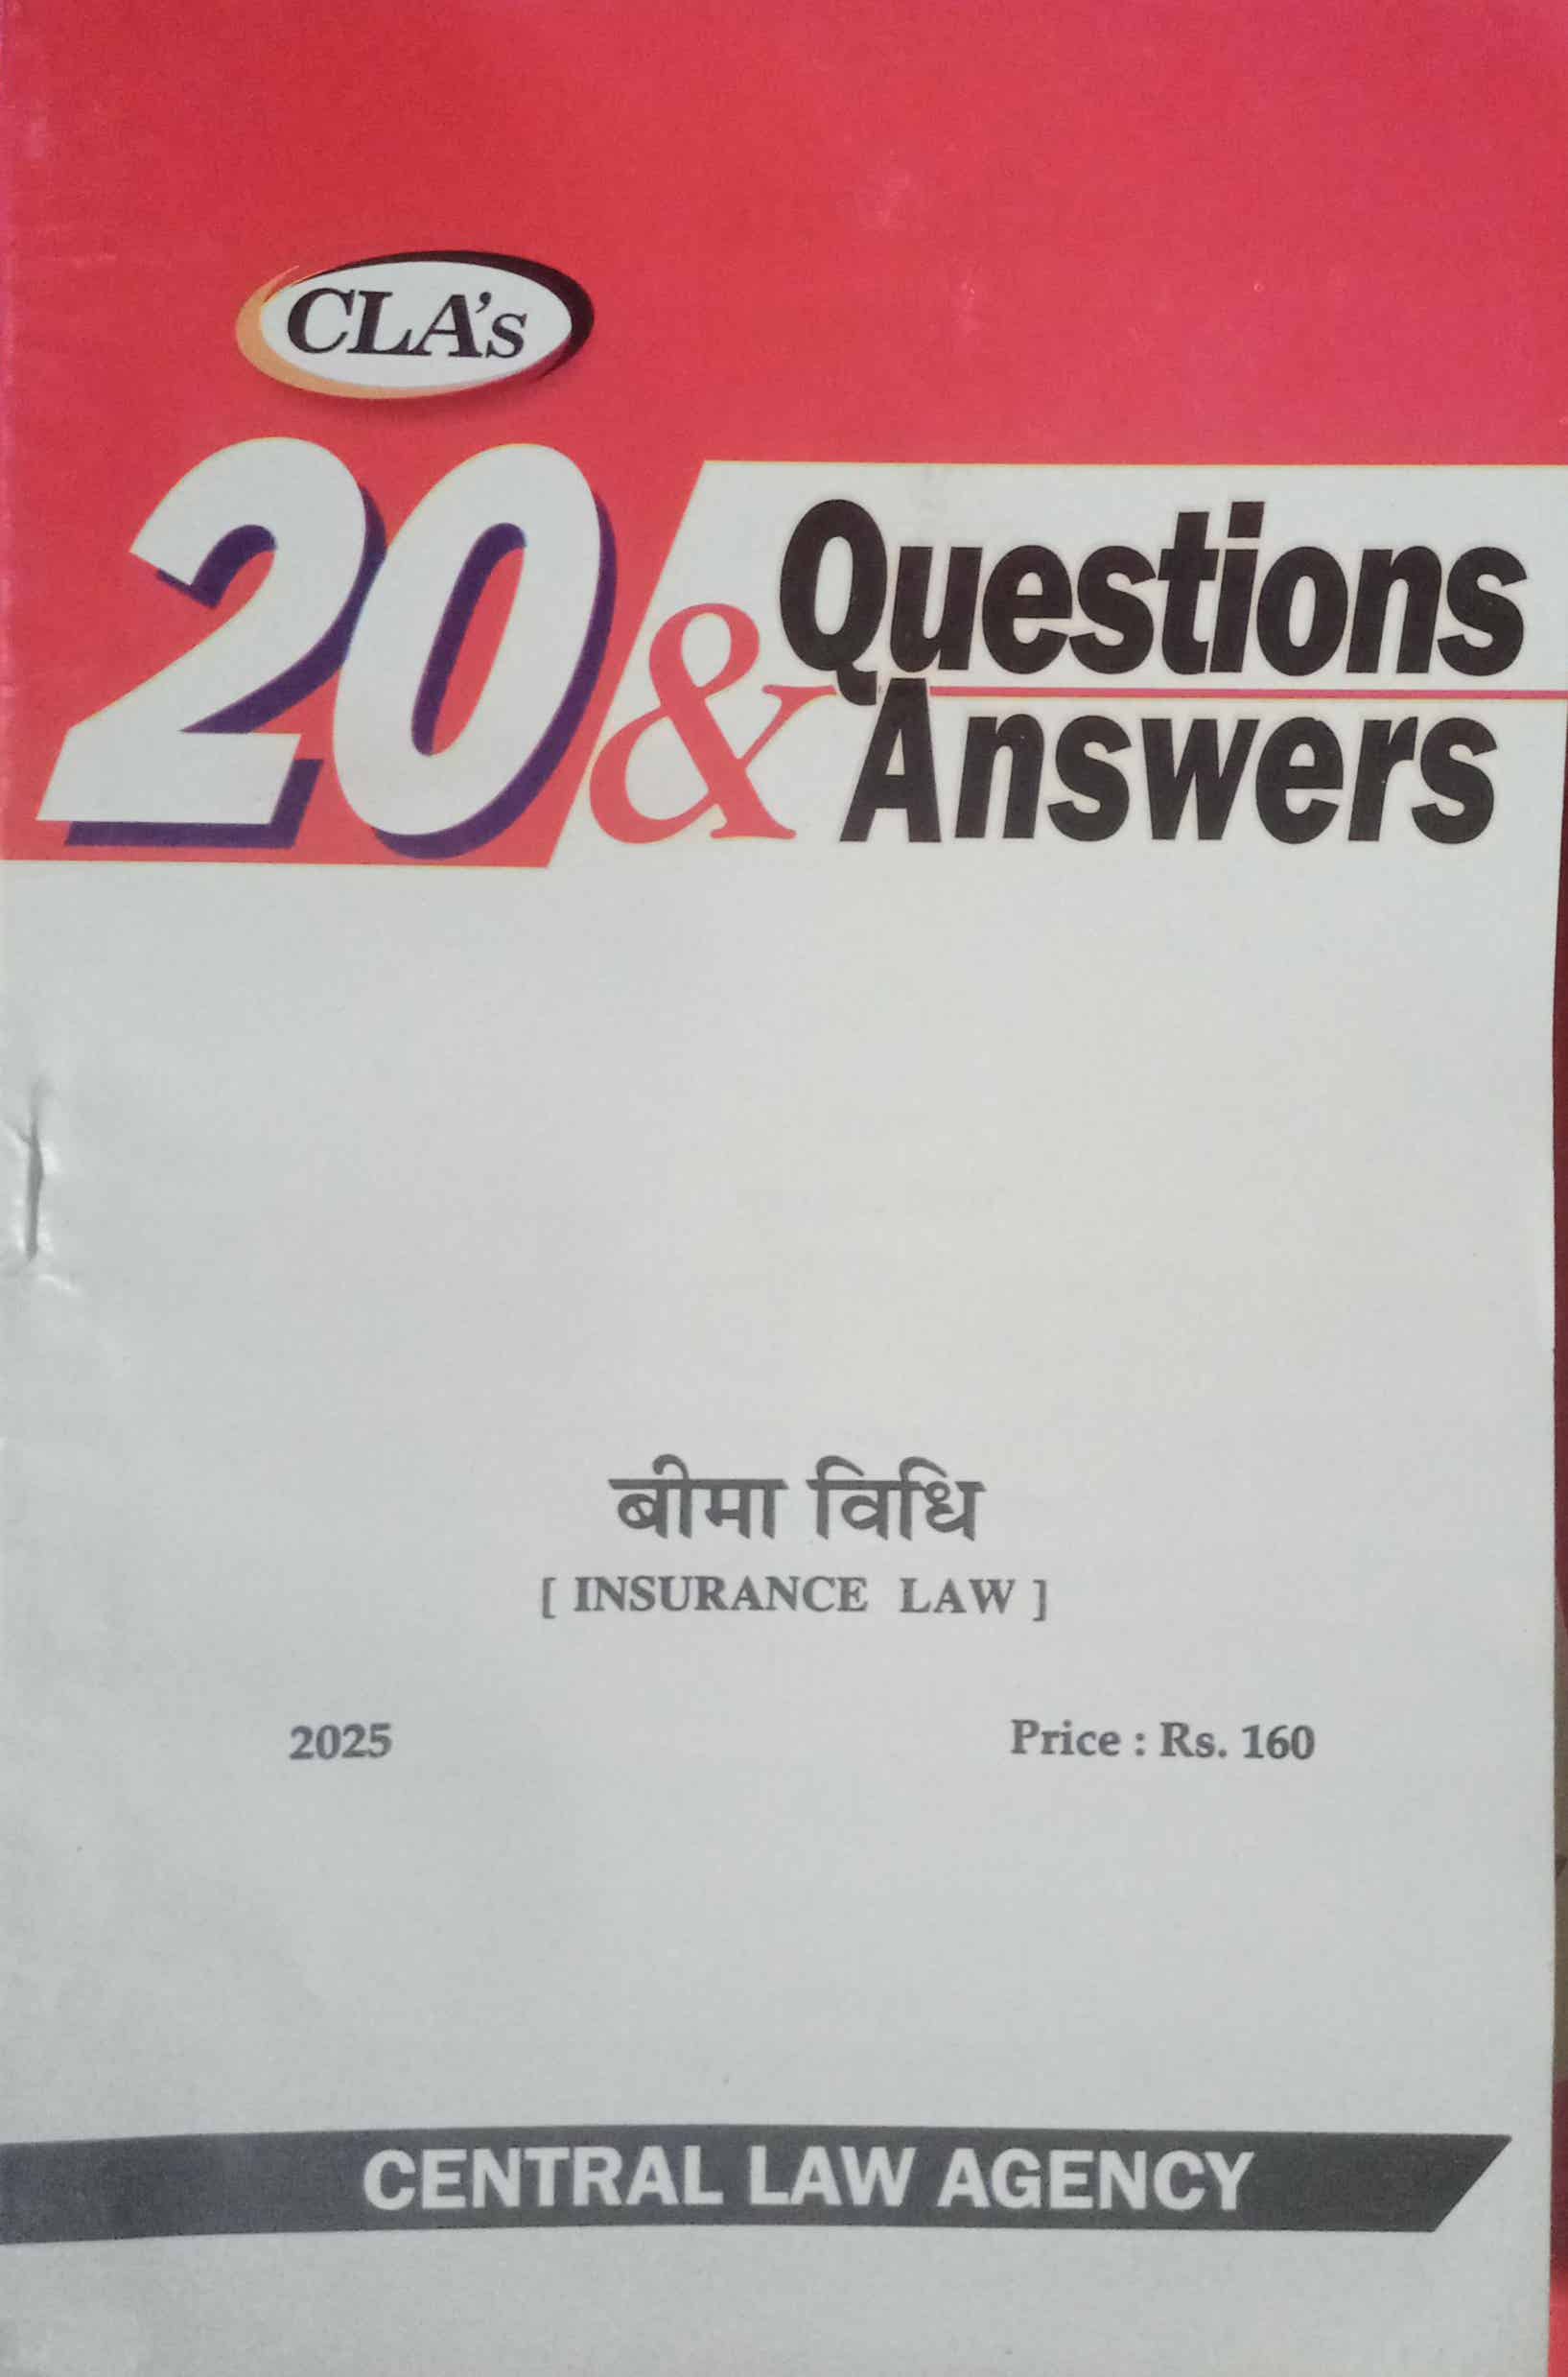 CLA's
20 Questions
& Answers
बीमा विधि
[ INSURANCE LAW ]
2025 Price : Rs. 160
CENTRAL LAW AGENCY